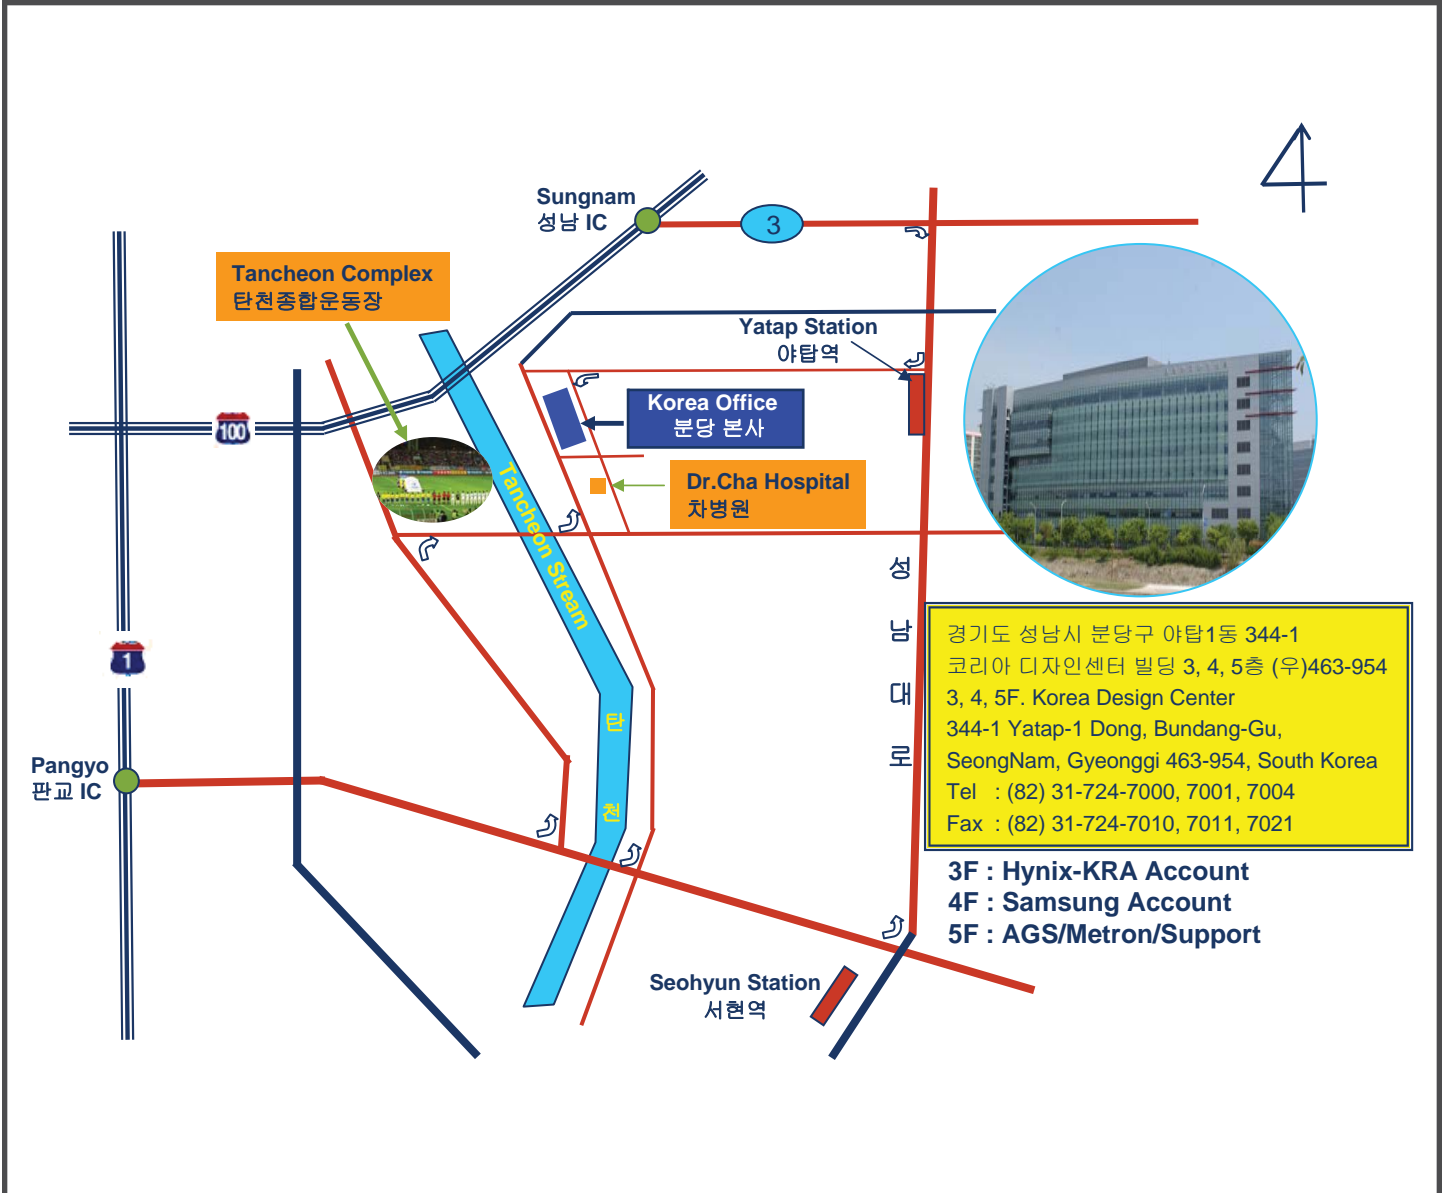 Sungnam
성남 IC
3
Tancheon Complex
탄천종합운동장
Yatap Station
야탑역
100
Korea Office
분당 본사
Dr.Cha Hospital
차병원
Tancheon Stream
탄
천
성
남
대
로
1
Pangyo
판교 IC
경기도 성남시 분당구 야탑1동 344-1
코리아 디자인센터 빌딩 3, 4, 5층 (우)463-954
3, 4, 5F. Korea Design Center
344-1 Yatap-1 Dong, Bundang-Gu,
SeongNam, Gyeonggi 463-954, South Korea
Tel : (82) 31-724-7000, 7001, 7004
Fax : (82) 31-724-7010, 7011, 7021
3F : Hynix-KRA Account
4F : Samsung Account
5F : AGS/Metron/Support
Seohyun Station
서현역